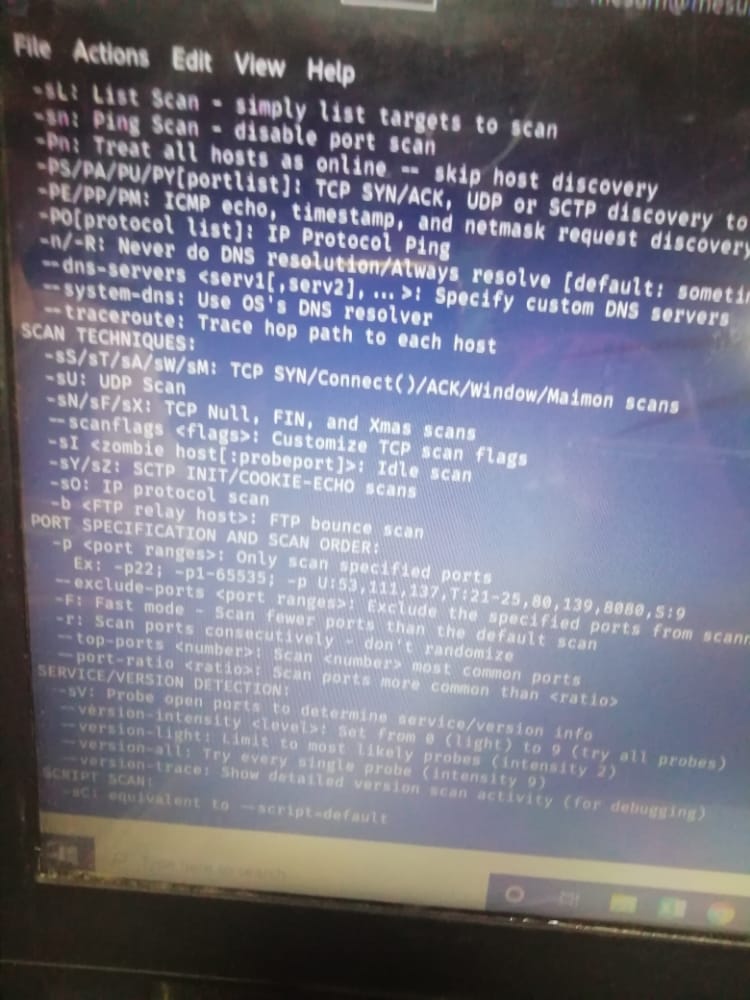 File Actions Edit View Help
-sL: List Scan - simply list targets to scan
-sn: Ping Scan - disable port scan
-Pn: Treat all hosts as online -- skip host discovery
-PS/PA/PU/PY[portlist]: TCP SYN/ACK, UDP or SCTP discovery to
-PE/PP/PM: ICMP echo, timestamp, and netmask request discovery
-PO[protocol list]: IP Protocol Ping
-n/-R: Never do DNS resolution/Always resolve [default: someti
--dns-servers <serv1[,serv2],...>: Specify custom DNS servers
--system-dns: Use OS's DNS resolver
--traceroute: Trace hop path to each host
SCAN TECHNIQUES:
-sS/sT/sA/sW/sM: TCP SYN/Connect()/ACK/Window/Maimon scans
-sU: UDP Scan
-sN/sF/sX: TCP Null, FIN, and Xmas scans
--scanflags <flags>: Customize TCP scan flags
-sI <zombie host[:probeport]>: Idle scan
-sY/sZ: SCTP INIT/COOKIE-ECHO scans
-sO: IP protocol scan
-b <FTP relay host>: FTP bounce scan
PORT SPECIFICATION AND SCAN ORDER:
-p <port ranges>: Only scan specified ports
Ex: -p22; -p1-65535; -p U:53,111,137,T:21-25,80,139,8080,S:9
--exclude-ports <port ranges>: Exclude the specified ports from scann
-F: Fast mode - Scan fewer ports than the default scan
-r: Scan ports consecutively - don't randomize
--top-ports <number>: Scan <number> most common ports
--port-ratio <ratio>: Scan ports more common than <ratio>
SERVICE/VERSION DETECTION:
-sV: Probe open ports to determine service/version info
--version-intensity <level>: Set from 0 (light) to 9 (try all probes)
--version-light: Limit to most likely probes (intensity 2)
--version-all: Try every single probe (intensity 9)
--version-trace: Show detailed version scan activity (for debugging)
SCRIPT SCAN:
-sC: equivalent to --script=default
Type here to search